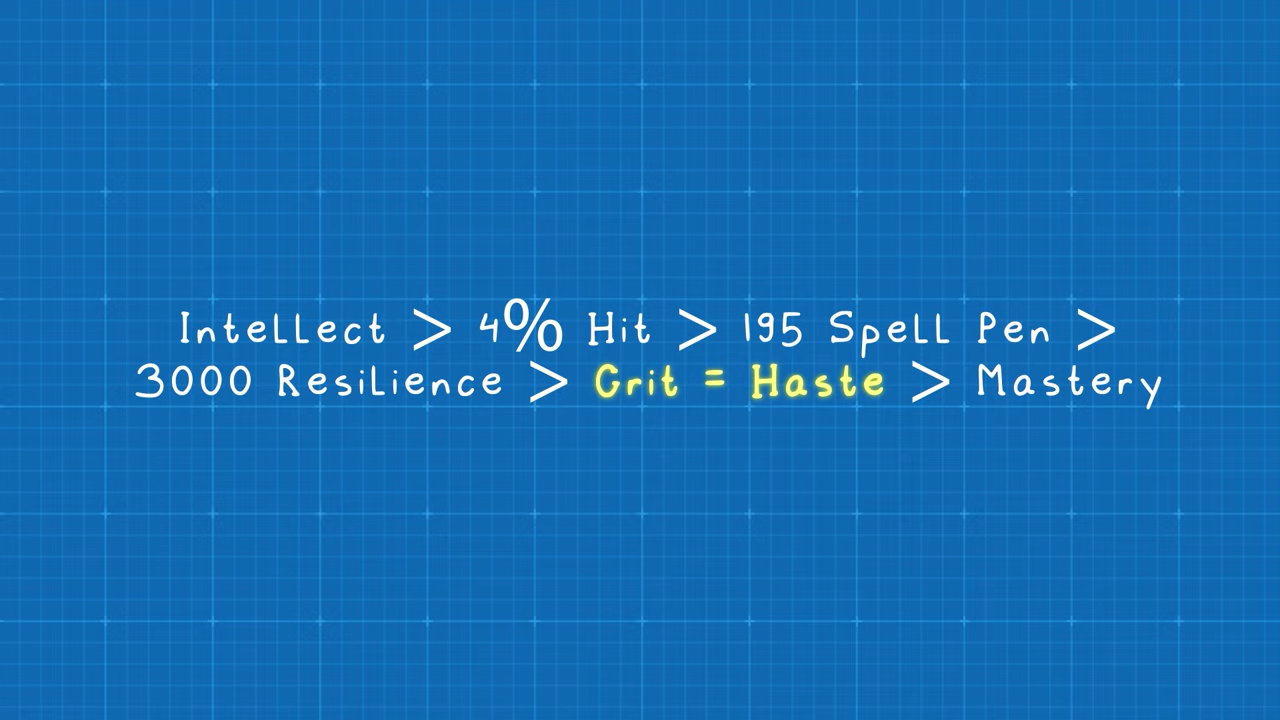 Intellect > 4% Hit > 195 Spell Pen >
3000 Resilience > Crit = Haste > Mastery